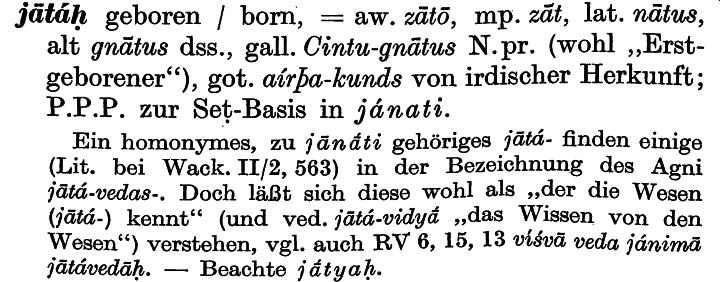 jātáḥ geboren / born, = aw. zātō, mp. zāt, lat. nātus,
alt gnātus dss., gall. Cintu-gnātus N. pr. (wohl „Erst-
geborener“), got. aírþa-kunds von irdischer Herkunft;
P.P.P. zur Seṭ-Basis in jánati.
Ein homonymes, zu jānā́ti gehöriges jātá- finden einige
(Lit. bei Wack. II/2, 563) in der Bezeichnung des Agni
jātá-vedas-. Doch läßt sich diese wohl als „der die Wesen
(jātá-) kennt“ (und ved. jātá-vidyā́ „das Wissen von den
Wesen“) verstehen, vgl. auch RV 6, 15, 13 víśvā veda jánimā
jātávedāḥ. — Beachte jā́tyaḥ.